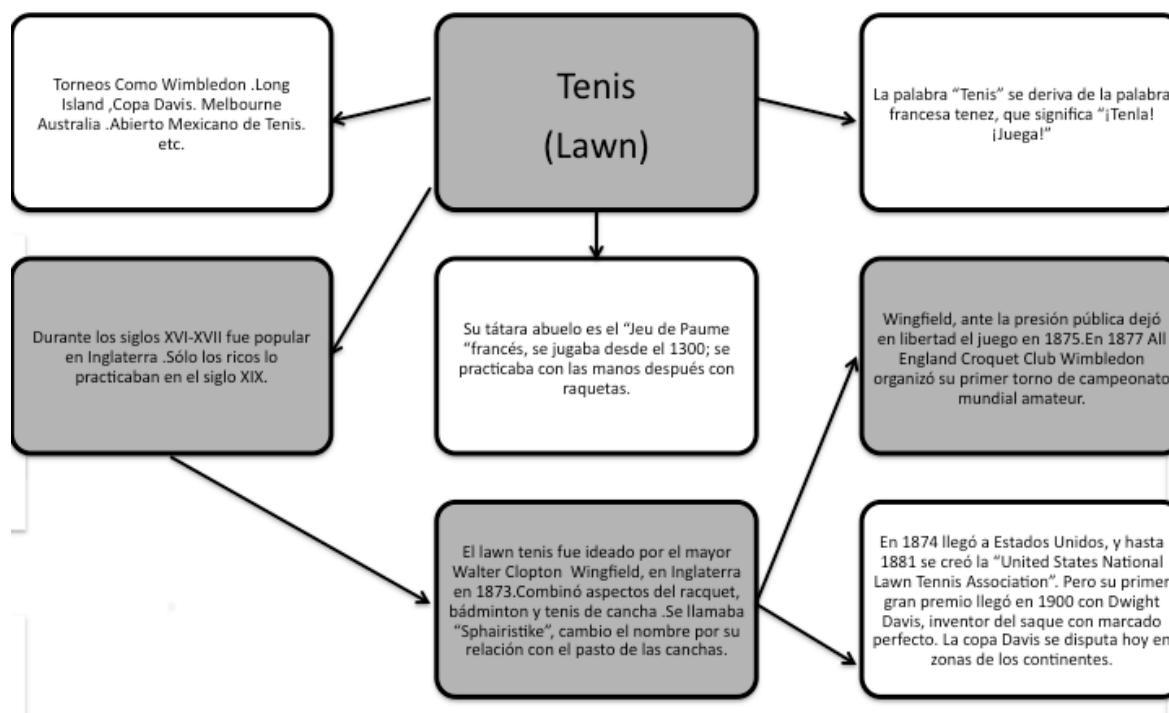 Torneos Como Wimbledon .Long
Island ,Copa Davis. Melbourne
Australia .Abierto Mexicano de Tenis.
etc.
Tenis
(Lawn)
La palabra “Tenis” se deriva de la palabra
francesa tenez, que significa “¡Tenla!
¡Juega!”
Durante los siglos XVI-XVII fue popular
en Inglaterra .Sólo los ricos lo
practicaban en el siglo XIX.
Su tátara abuelo es el “Jeu de Paume
“francés, se jugaba desde el 1300; se
practicaba con las manos después con
raquetas.
Wingfield, ante la presión pública dejó
en libertad el juego en 1875.En 1877 All
England Croquet Club Wimbledon
organizó su primer torno de campeonato
mundial amateur.
El lawn tenis fue ideado por el mayor
Walter Clopton  Wingfield, en Inglaterra
en 1873.Combinó aspectos del racquet,
bádminton y tenis de cancha .Se llamaba
“Sphairistike”, cambio el nombre por su
relación con el pasto de las canchas.
En 1874 llegó a Estados Unidos, y hasta
1881 se creó la “United States National
Lawn Tennis Association”. Pero su primer
gran premio llegó en 1900 con Dwight
Davis, inventor del saque con marcado
perfecto. La copa Davis se disputa hoy en
zonas de los continentes.